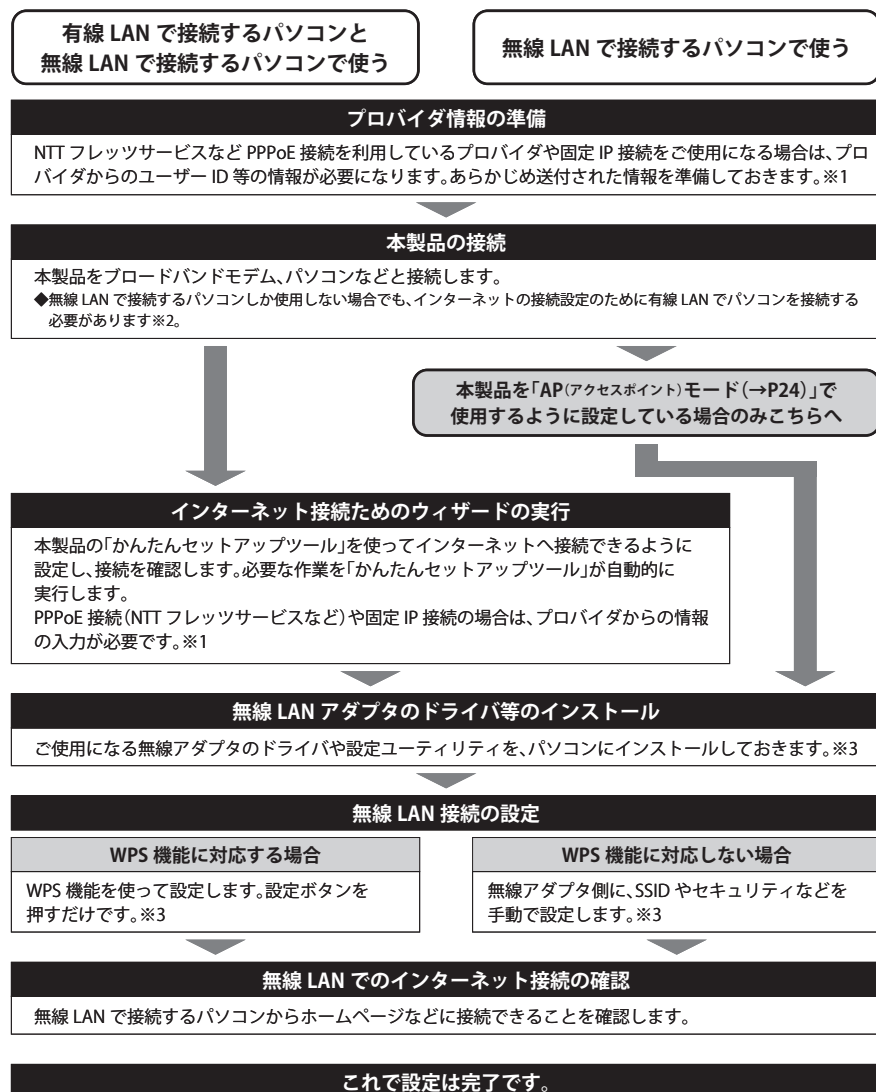 有線 LAN で接続するパソコンと
無線 LAN で接続するパソコンで使う
無線 LAN で接続するパソコンで使う
プロバイダ情報の準備
NTT フレッツサービスなど PPPoE 接続を利用しているプロバイダや固定 IP 接続をご使用になる場合は、プロ
バイダからのユーザー ID 等の情報が必要になります。あらかじめ送付された情報を準備しておきます。※1
本製品の接続
本製品をブロードバンドモデム、パソコンなどと接続します。
◆無線 LAN で接続するパソコンしか使用しない場合でも、インターネットの接続設定のために有線 LAN でパソコンを接続する
必要があります※2。
本製品を「AP(アクセスポイント)モード(→P24)」で
使用するように設定している場合のみこちらへ
インターネット接続ためのウィザードの実行
本製品の「かんたんセットアップツール」を使ってインターネットへ接続できるように
設定し、接続を確認します。必要な作業を「かんたんセットアップツール」が自動的に
実行します。
PPPoE 接続(NTT フレッツサービスなど)や固定 IP 接続の場合は、プロバイダからの情報
の入力が必要です。※1
無線 LAN アダプタのドライバ等のインストール
ご使用になる無線アダプタのドライバや設定ユーティリティを、パソコンにインストールしておきます。※3
無線 LAN 接続の設定
WPS 機能に対応する場合
WPS 機能を使って設定します。設定ボタンを
押すだけです。※3
WPS 機能に対応しない場合
無線アダプタ側に、SSID やセキュリティなどを
手動で設定します。※3
無線 LAN でのインターネット接続の確認
無線 LAN で接続するパソコンからホームページなどに接続できることを確認します。
これで設定は完了です。